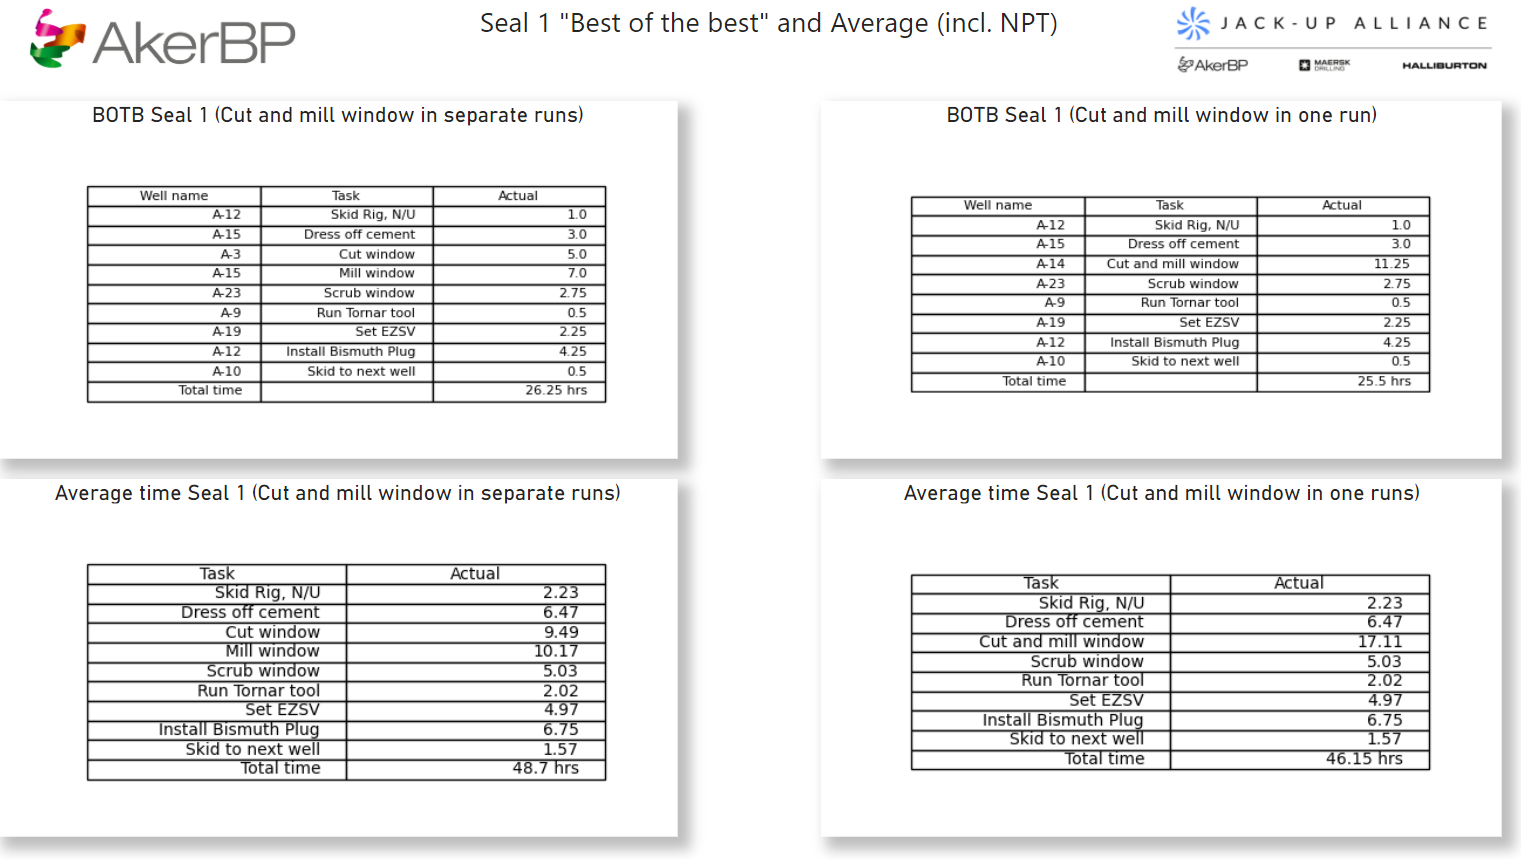 AkerBP
Seal 1 "Best of the best" and Average (incl. NPT)
JACK-UP ALLIANCE
AkerBP
MAERSK
DRILLING
HALLIBURTON
BOTB Seal 1 (Cut and mill window in separate runs)
Well name Task Actual
A-12 Skid Rig, N/U 1.0
A-15 Dress off cement 3.0
A-3 Cut window 5.0
A-15 Mill window 7.0
A-23 Scrub window 2.75
A-9 Run Tornar tool 0.5
A-19 Set EZSV 2.25
A-12 Install Bismuth Plug 4.25
A-10 Skid to next well 0.5
Total time 26.25 hrs
BOTB Seal 1 (Cut and mill window in one run)
Well name Task Actual
A-12 Skid Rig, N/U 1.0
A-15 Dress off cement 3.0
A-14 Cut and mill window 11.25
A-23 Scrub window 2.75
A-9 Run Tornar tool 0.5
A-19 Set EZSV 2.25
A-12 Install Bismuth Plug 4.25
A-10 Skid to next well 0.5
Total time 25.5 hrs
Average time Seal 1 (Cut and mill window in separate runs)
Task Actual
Skid Rig, N/U 2.23
Dress off cement 6.47
Cut window 9.49
Mill window 10.17
Scrub window 5.03
Run Tornar tool 2.02
Set EZSV 4.97
Install Bismuth Plug 6.75
Skid to next well 1.57
Total time 48.7 hrs
Average time Seal 1 (Cut and mill window in one runs)
Task Actual
Skid Rig, N/U 2.23
Dress off cement 6.47
Cut and mill window 17.11
Scrub window 5.03
Run Tornar tool 2.02
Set EZSV 4.97
Install Bismuth Plug 6.75
Skid to next well 1.57
Total time 46.15 hrs